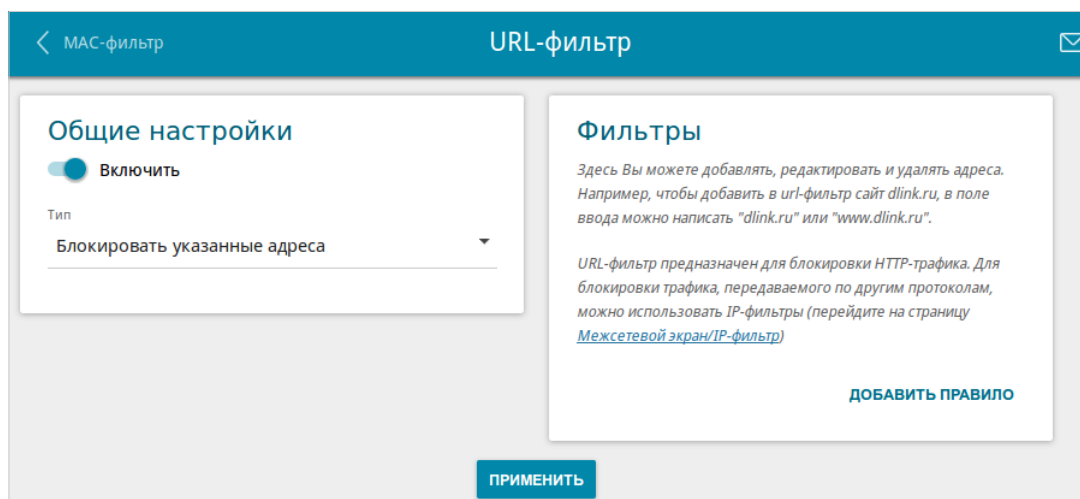 МАС-фильтр
URL-фильтр
Общие настройки
Включить
Тип
Блокировать указанные адреса
Фильтры
Здесь Вы можете добавлять, редактировать и удалять адреса.
Например, чтобы добавить в url-фильтр сайт dlink.ru, в поле
ввода можно написать "dlink.ru" или "www.dlink.ru".
URL-фильтр предназначен для блокировки HTTP-трафика. Для
блокировки трафика, передаваемого по другим протоколам,
можно использовать IP-фильтры (перейдите на страницу
Межсетевой экран/IP-фильтр)
ДОБАВИТЬ ПРАВИЛО
ПРИМЕНИТЬ